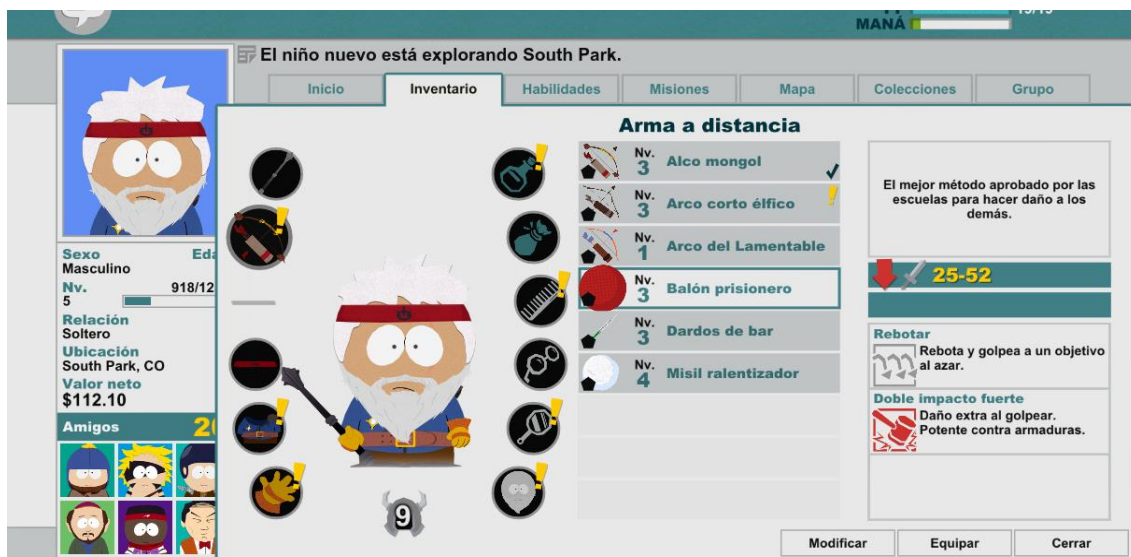 MANÁ
El niño nuevo está explorando South Park.
Inicio
Inventario
Habilidades
Misiones
Mapa
Colecciones
Grupo
Arma a distancia
Nv. 3 Alco mongol
Nv. 3 Arco corto élfico
Nv. 1 Arco del Lamentable
Nv. 3 Balón prisionero
Nv. 3 Dardos de bar
Nv. 4 Misil ralentizador
El mejor método aprobado por las
escuelas para hacer daño a los
demás.
25-52
Rebotar
Rebota y golpea a un objetivo
al azar.
Doble impacto fuerte
Daño extra al golpear.
Potente contra armaduras.
Sexo
Masculino
Nv.
5
918/12
Relación
Soltero
Ubicación
South Park, CO
Valor neto
$112.10
Amigos
9
Modificar
Equipar
Cerrar